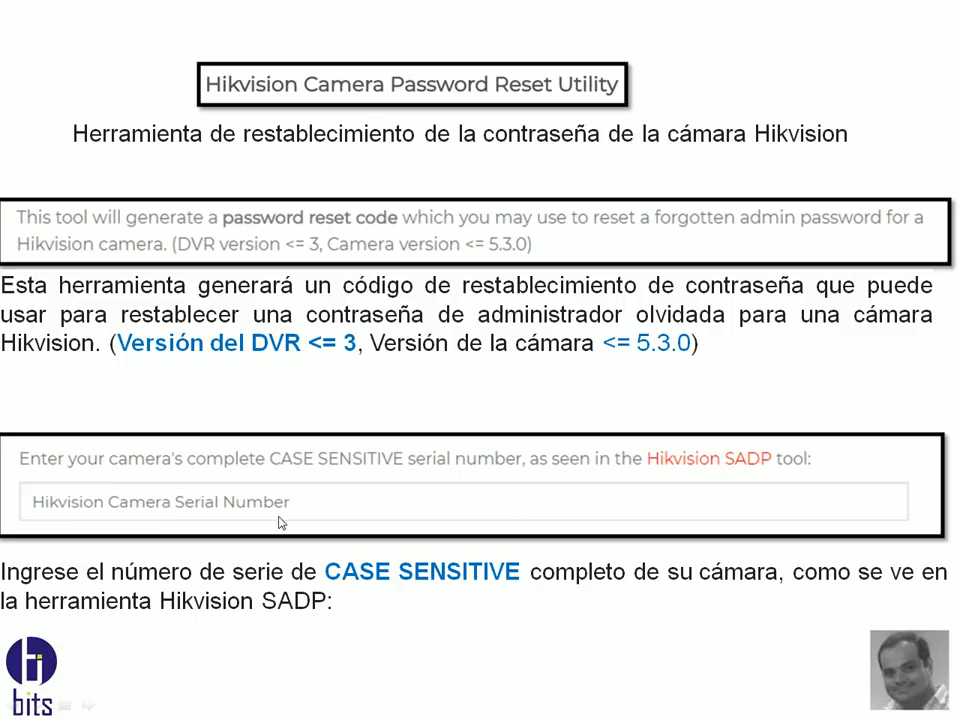 Hikvision Camera Password Reset Utility
Herramienta de restablecimiento de la contraseña de la cámara Hikvision
This tool will generate a password reset code which you may use to reset a forgotten admin password for a
Hikvision camera. (DVR version <= 3, Camera version <= 5.3.0)
Esta herramienta generará un código de restablecimiento de contraseña que puede
usar para restablecer una contraseña de administrador olvidada para una cámara
Hikvision. (Versión del DVR <= 3, Versión de la cámara <= 5.3.0)
Enter your camera's complete CASE SENSITIVE serial number, as seen in the Hikvision SADP tool:
Hikvision Camera Serial Number
Ingrese el número de serie de CASE SENSITIVE completo de su cámara, como se ve en
la herramienta Hikvision SADP:
bits